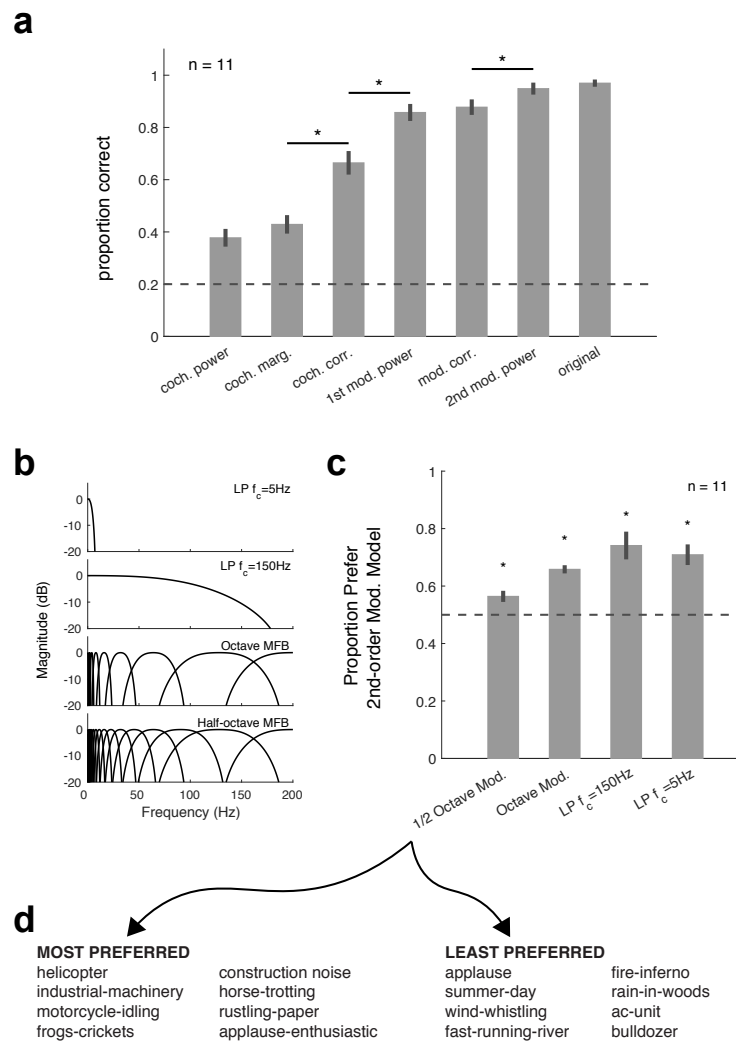 a
n = 11
*
*
*
proportion correct
1
0.8
0.6
0.4
0.2
0
coch. power
coch. marg.
coch. corr.
1st mod. power
mod. corr.
2nd mod. power
original
b
Magnitude (dB)
LP f_c=5Hz
0
-10
-20
LP f_c=150Hz
0
-10
-20
Octave MFB
0
-10
-20
Half-octave MFB
0
-10
-20
0 50 100 150 200
Frequency (Hz)
c
n = 11
Proportion Prefer
2nd-order Mod. Model
1
0.8
0.6
0.4
0.2
0
*
*
*
*
1/2 Octave Mod.
Octave Mod.
LP f_c=150Hz
LP f_c=5Hz
d
MOST PREFERRED
helicopter
industrial-machinery
motorcycle-idling
frogs-crickets
construction noise
horse-trotting
rustling-paper
applause-enthusiastic
LEAST PREFERRED
applause
summer-day
wind-whistling
fast-running-river
fire-inferno
rain-in-woods
ac-unit
bulldozer